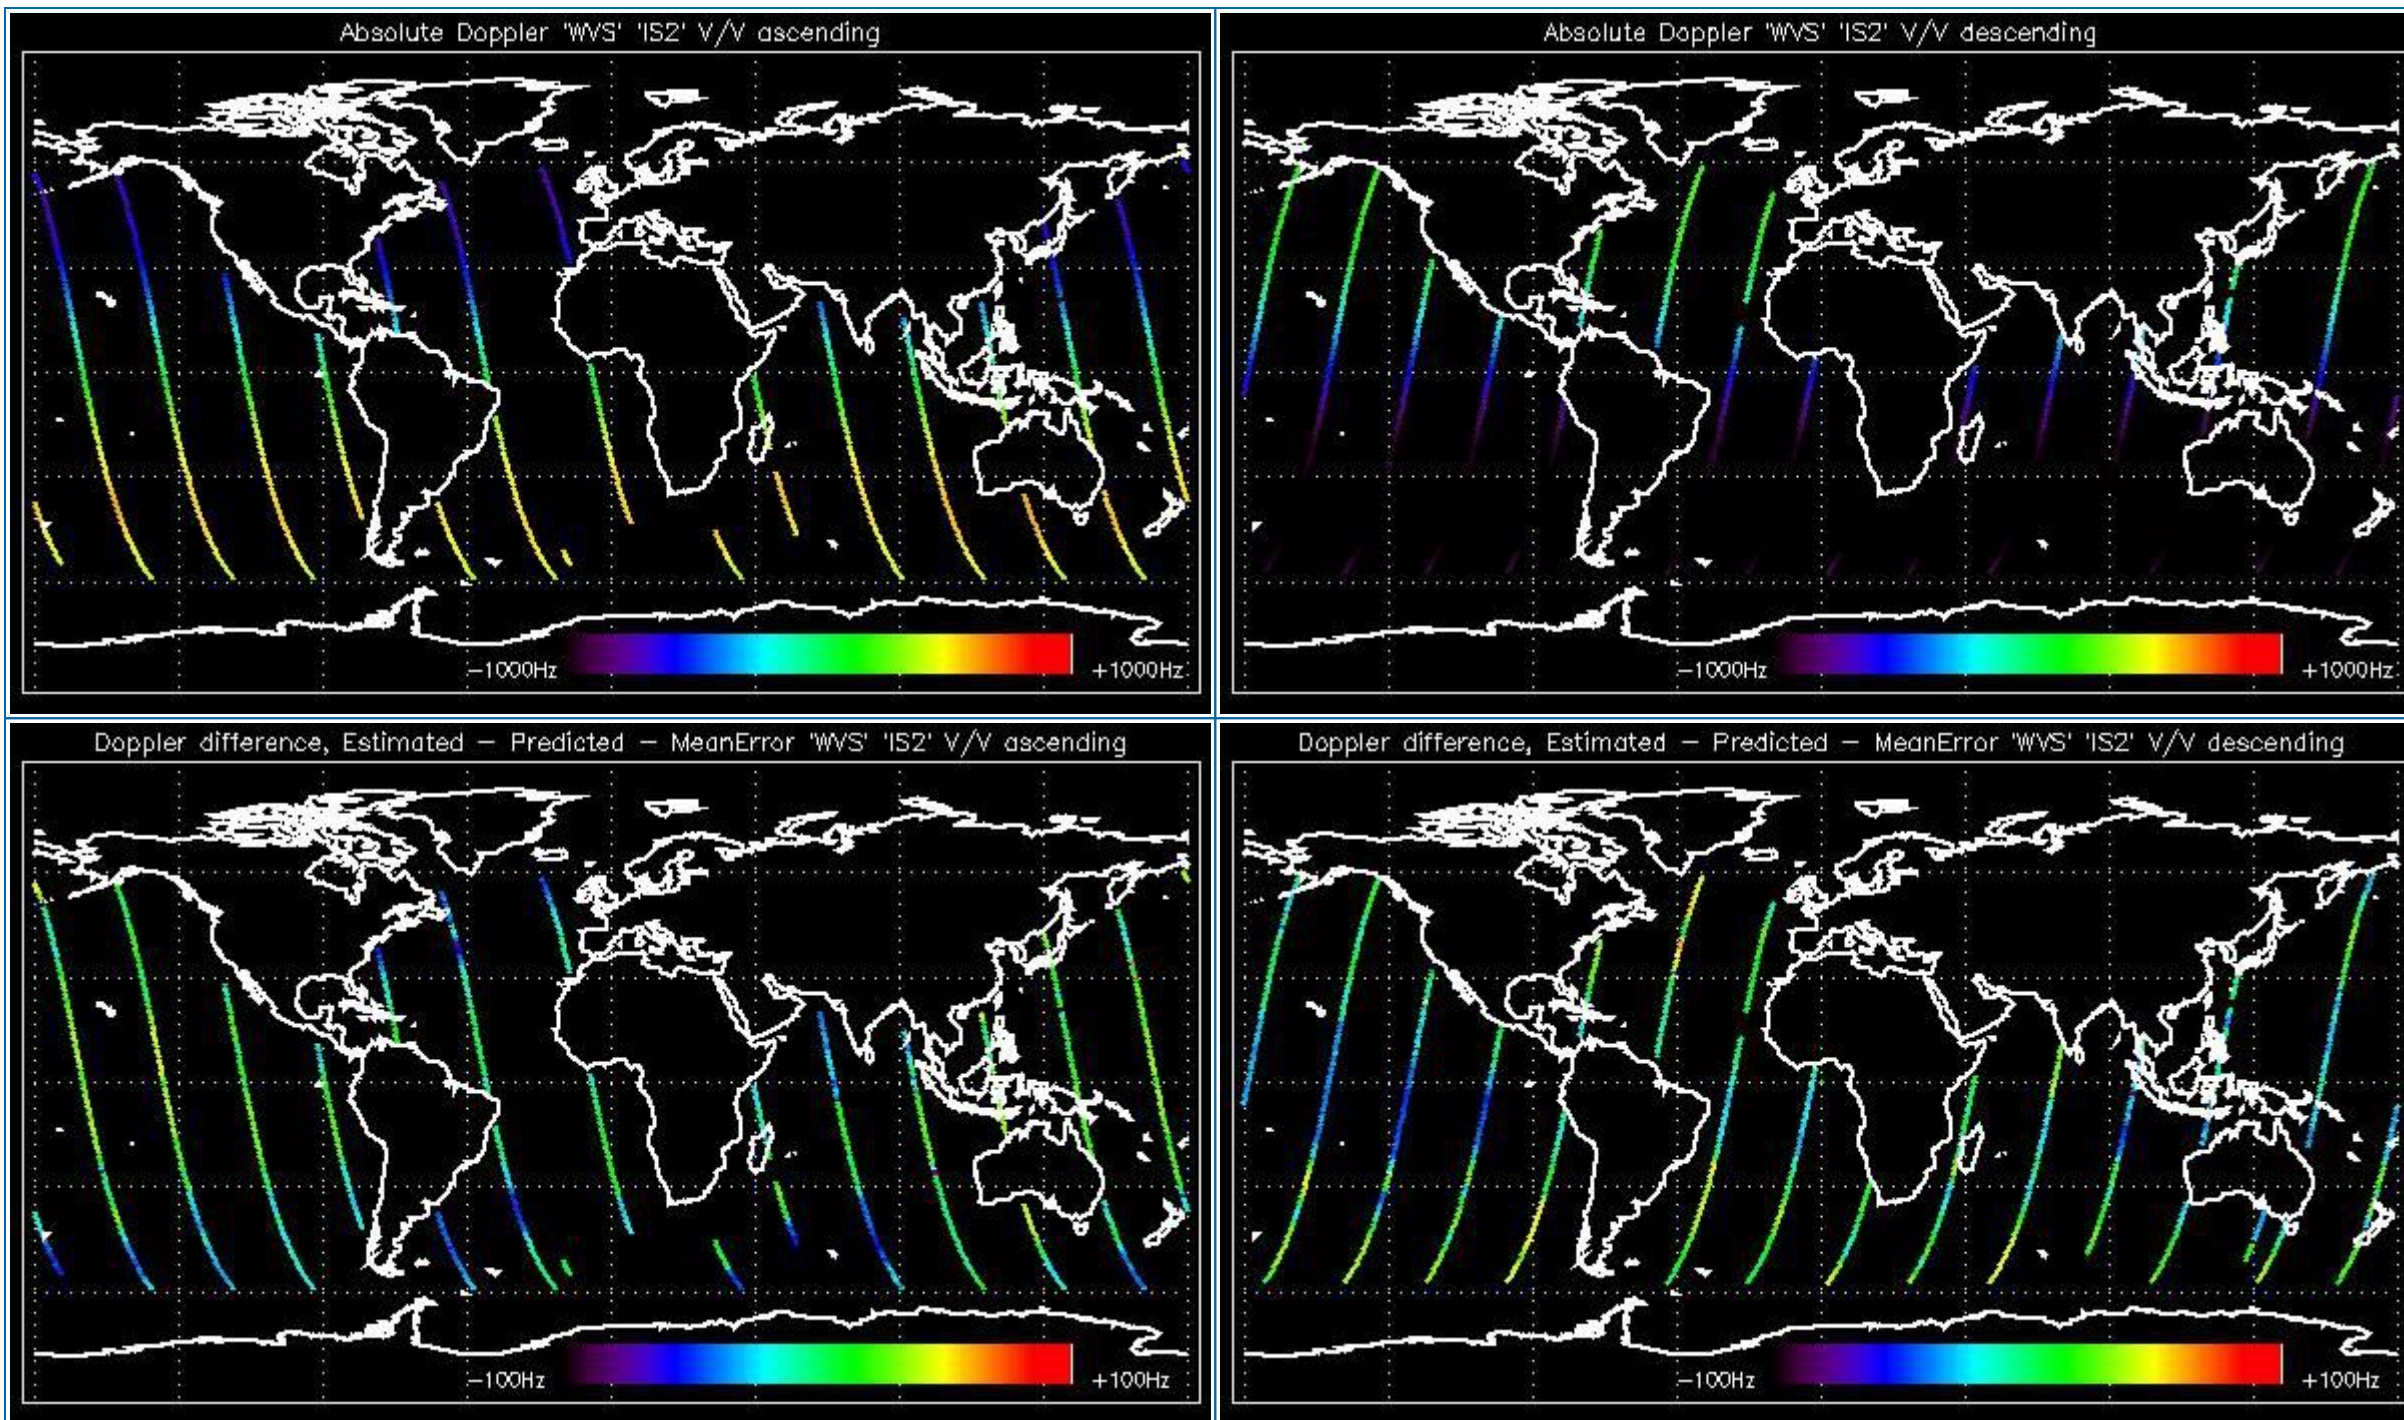 Absolute Doppler 'WVS' 'IS2' V/V ascending
-1000Hz
+1000Hz
Absolute Doppler 'WVS' 'IS2' V/V descending
-1000Hz
+1000Hz
Doppler difference, Estimated - Predicted - MeanError 'WVS' 'IS2' V/V ascending
-100Hz
+100Hz
Doppler difference, Estimated - Predicted - MeanError 'WVS' 'IS2' V/V descending
-100Hz
+100Hz